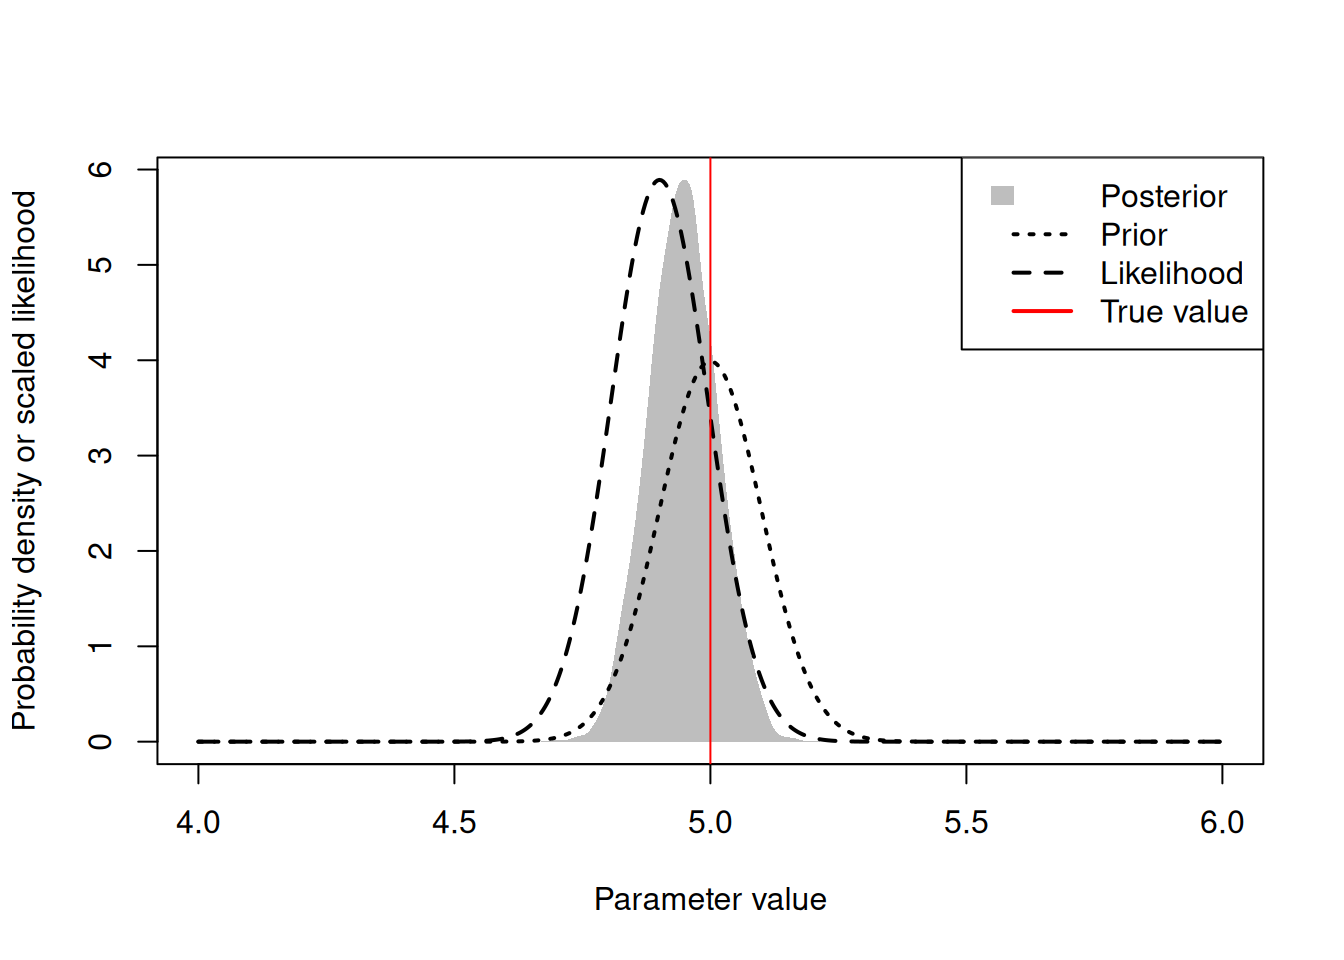 Probability density or scaled likelihood
6
5
4
3
2
1
0
Posterior
Prior
Likelihood
True value
4.0 4.5 5.0 5.5 6.0
Parameter value